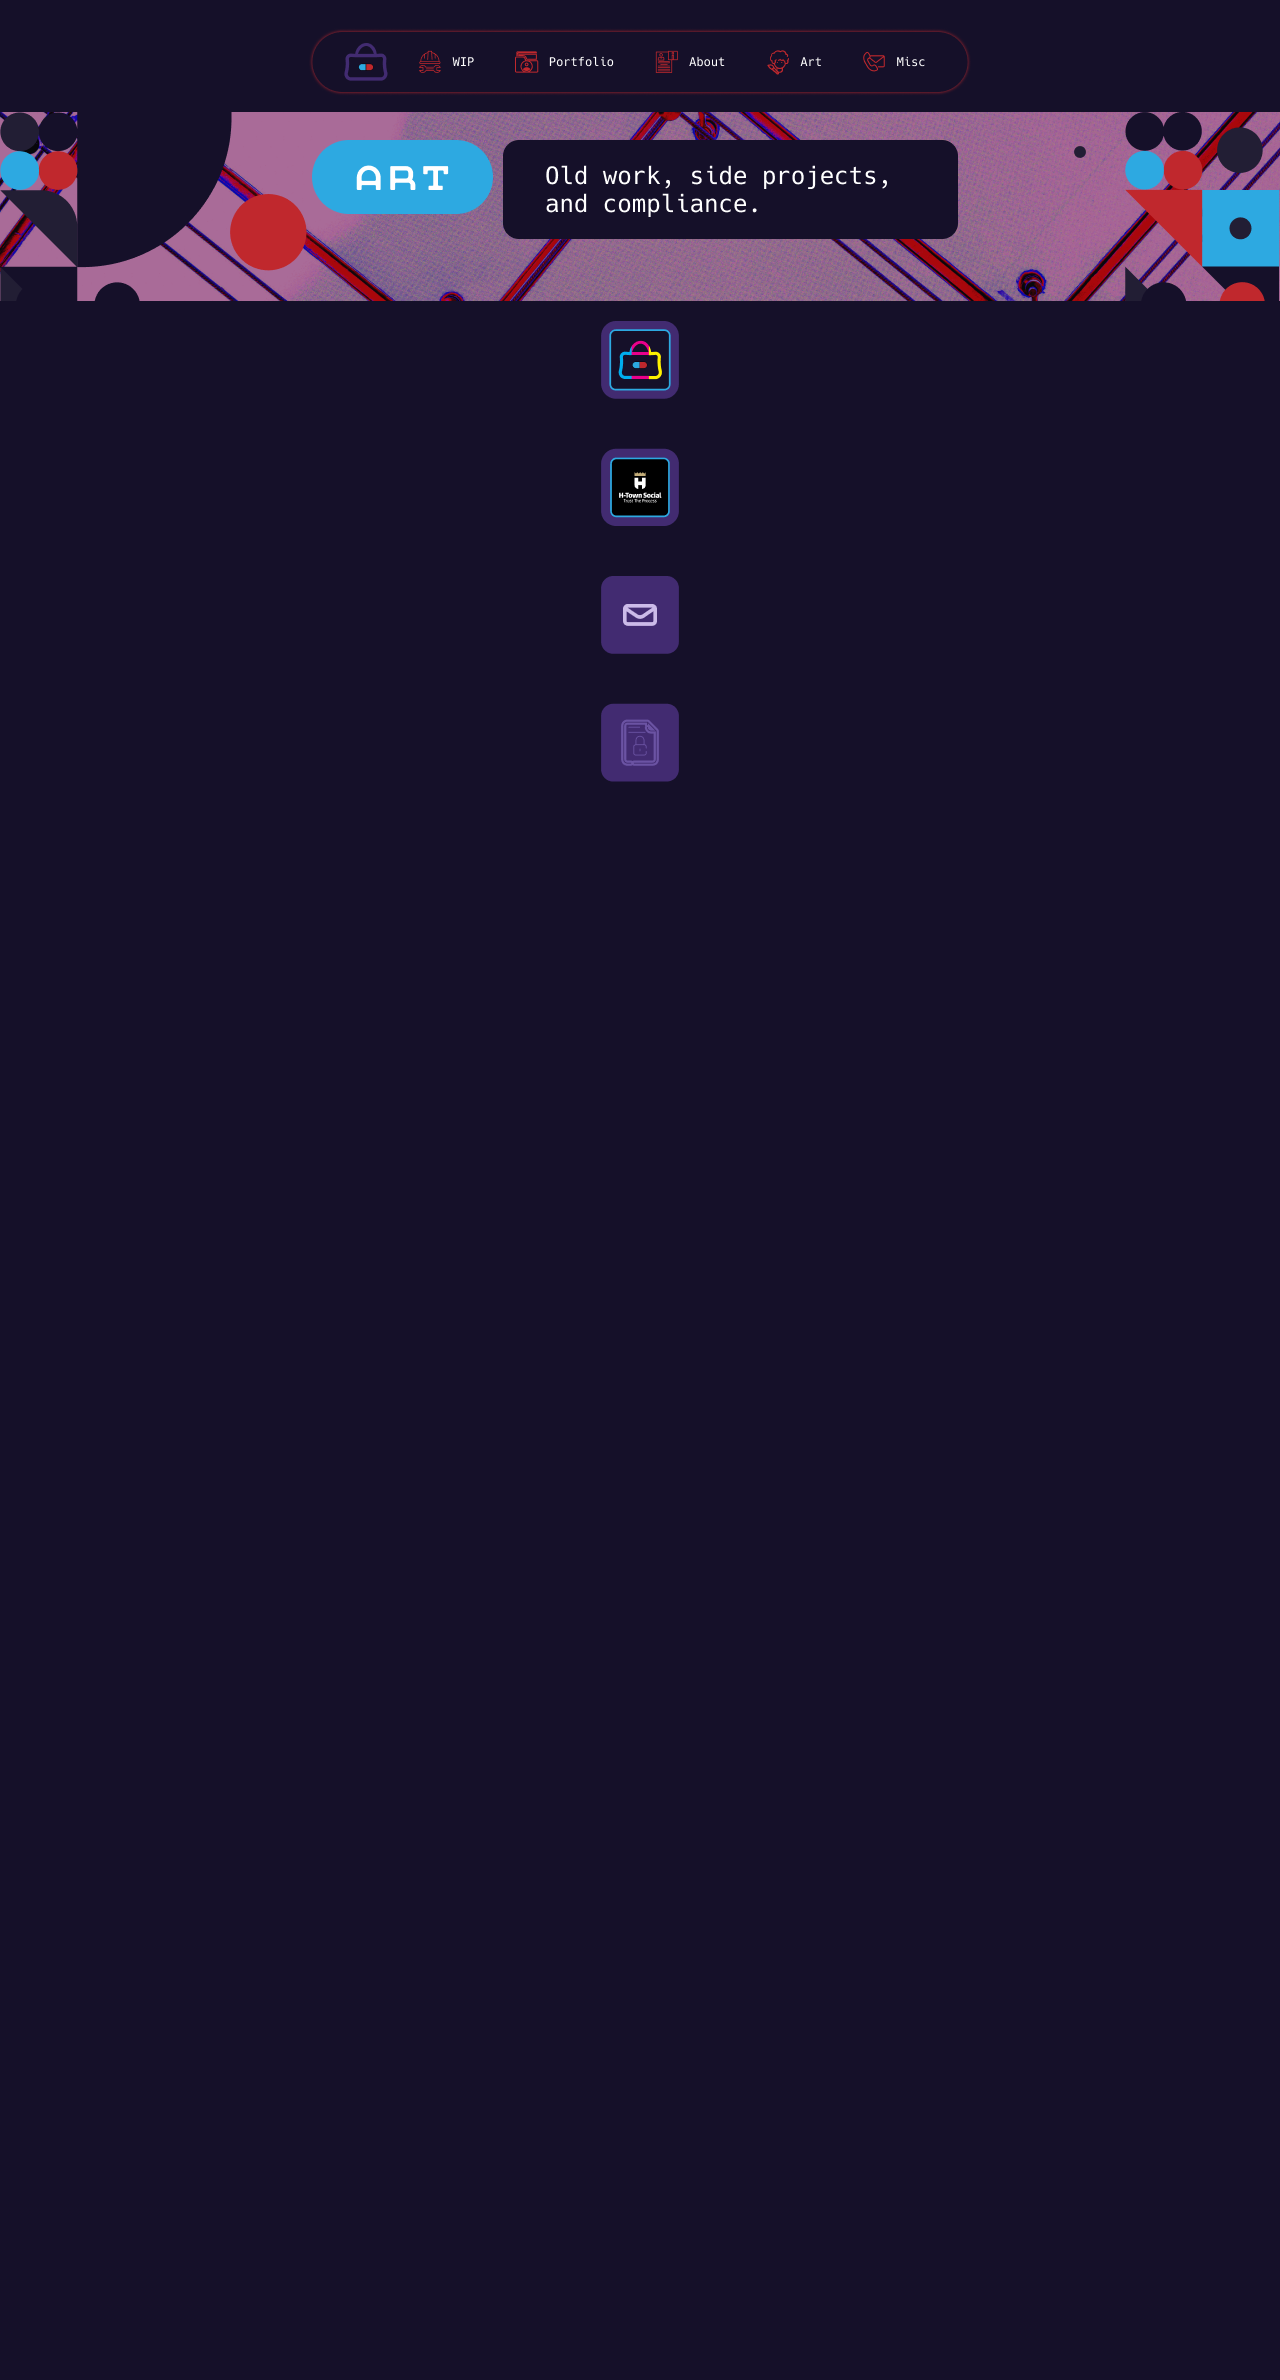 WIP
Portfolio
About
Art
Misc
ART
Old work, side projects,
and compliance.
H
H-Town Social
Trust The Process